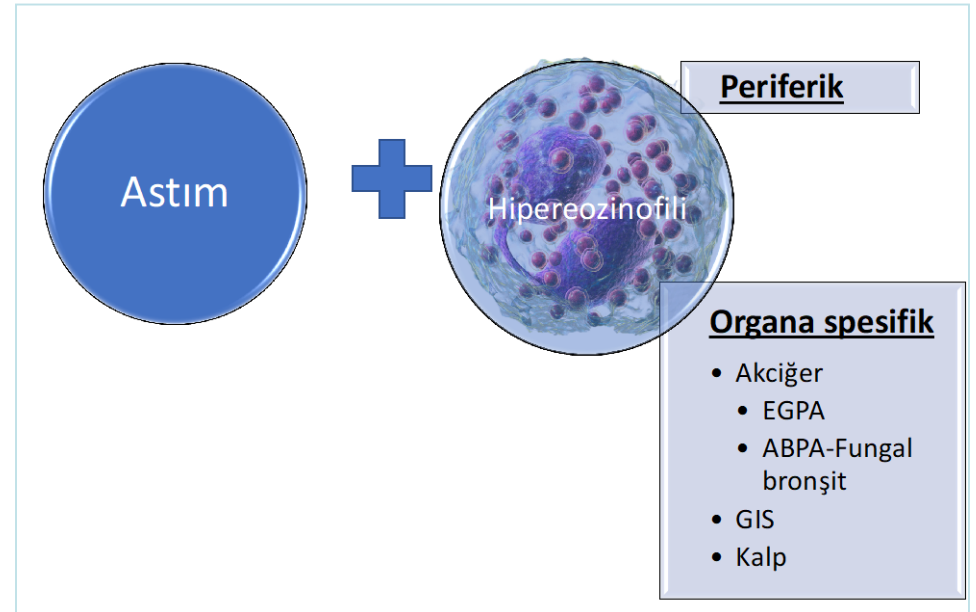 Astım
Hipereozinofili
Periferik
Organa spesifik
• Akciğer
• EGPA
• ABPA-Fungal
bronşit
• GIS
• Kalp